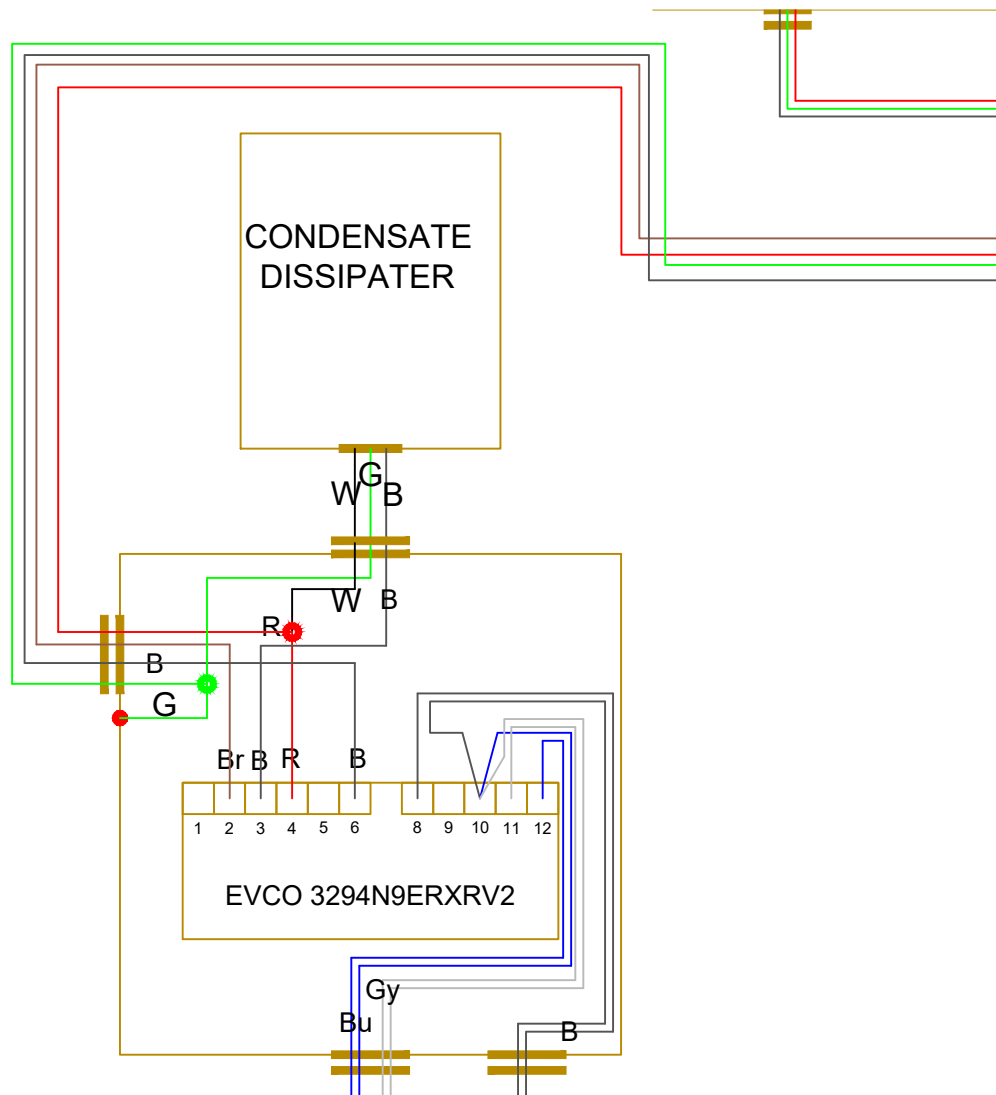 CONDENSATE
DISSIPATER
G
W B
W B
R
B
G
Br B R B
1 2 3 4 5 6 8 9 10 11 12
EVCO 3294N9ERXRV2
Gy
Bu B